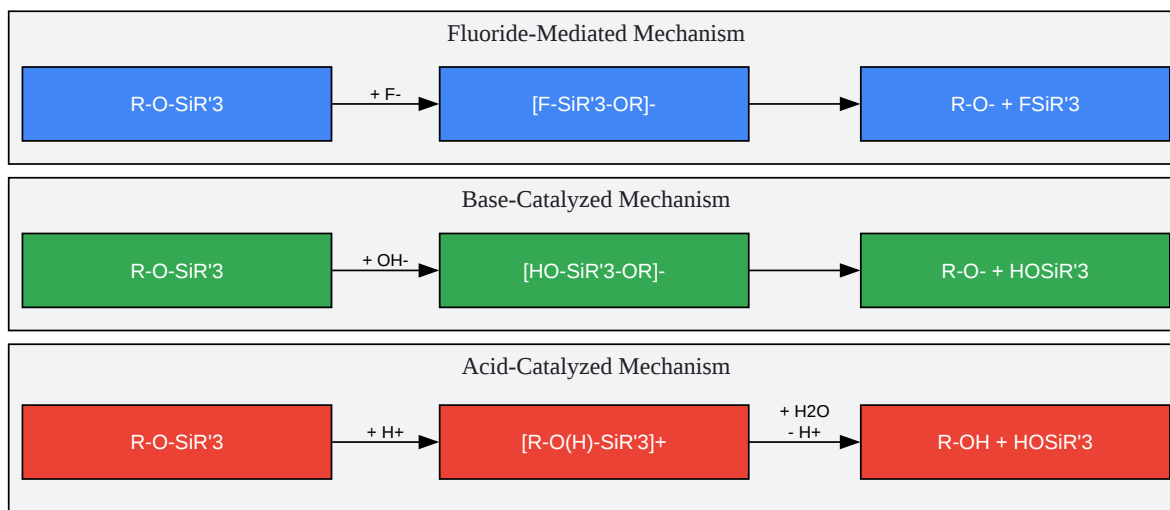 Fluoride-Mediated Mechanism
R-O-SiR'3
+ F-
[F-SiR'3-OR]-
R-O- + FSiR'3
Base-Catalyzed Mechanism
R-O-SiR'3
+ OH-
[HO-SiR'3-OR]-
R-O- + HOSiR'3
Acid-Catalyzed Mechanism
R-O-SiR'3
+ H+
[R-O(H)-SiR'3]+
+ H2O
- H+
R-OH + HOSiR'3